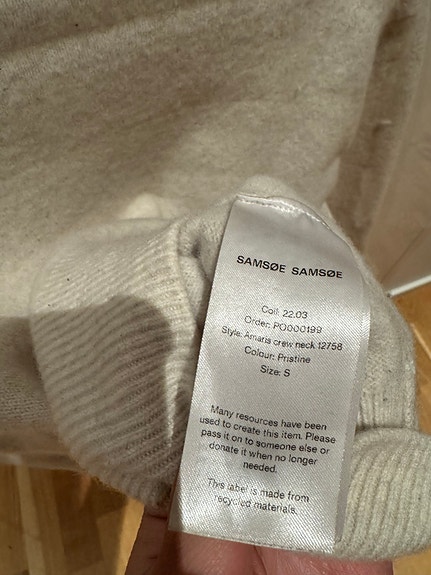 SAMSØE SAMSØE
Coll: 22.03
Order: PO000199
Style: Amaris crew neck 12758
Colour: Pristine
Size: S
Many resources have been
used to create this item. Please
pass it on to someone else or
donate it when no longer
needed.
This label is made from
recycled materials.